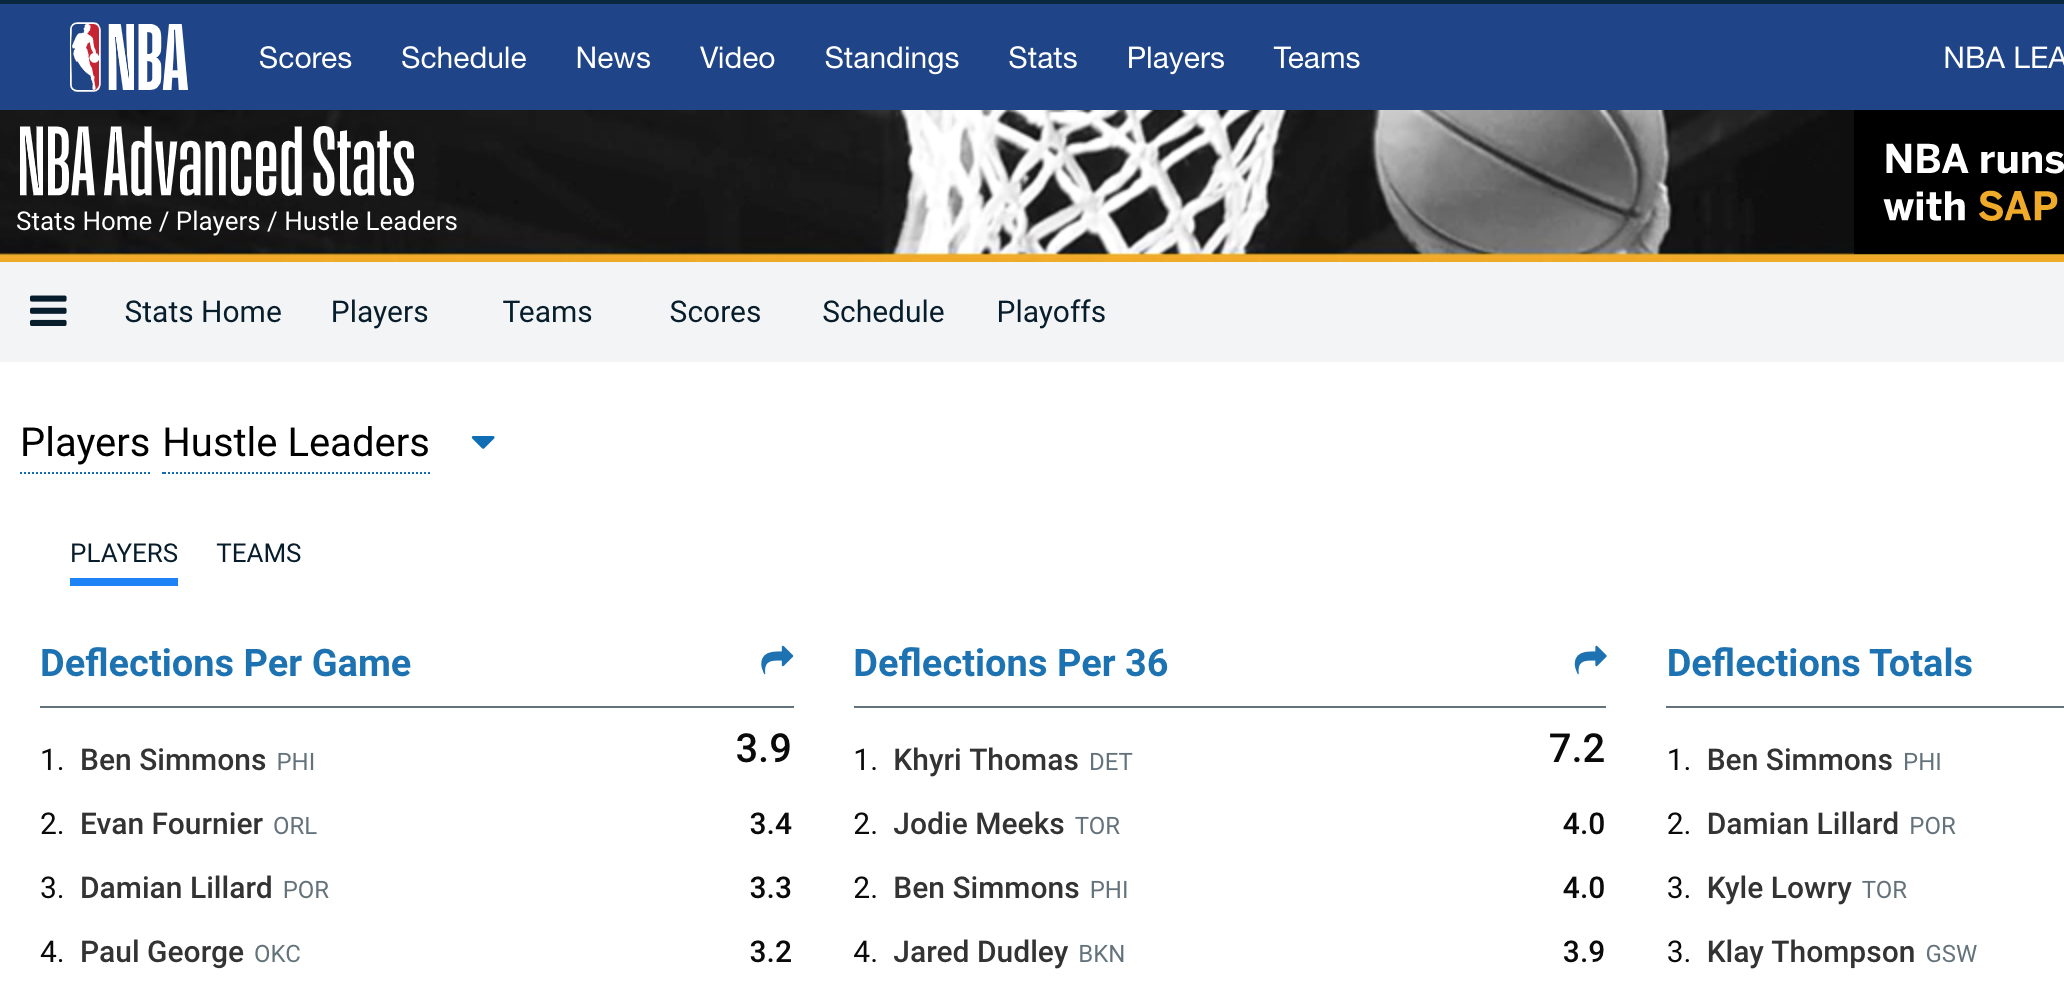 NBA Scores Schedule News Video Standings Stats Players Teams NBA LEA
NBA Advanced Stats
Stats Home / Players / Hustle Leaders
NBA runs
with SAP
Stats Home Players Teams Scores Schedule Playoffs
Players Hustle Leaders
PLAYERS TEAMS
Deflections Per Game
1. Ben Simmons PHI 3.9
2. Evan Fournier ORL 3.4
3. Damian Lillard POR 3.3
4. Paul George OKC 3.2
Deflections Per 36
1. Khyri Thomas DET 7.2
2. Jodie Meeks TOR 4.0
2. Ben Simmons PHI 4.0
4. Jared Dudley BKN 3.9
Deflections Totals
1. Ben Simmons PHI
2. Damian Lillard POR
3. Kyle Lowry TOR
3. Klay Thompson GSW